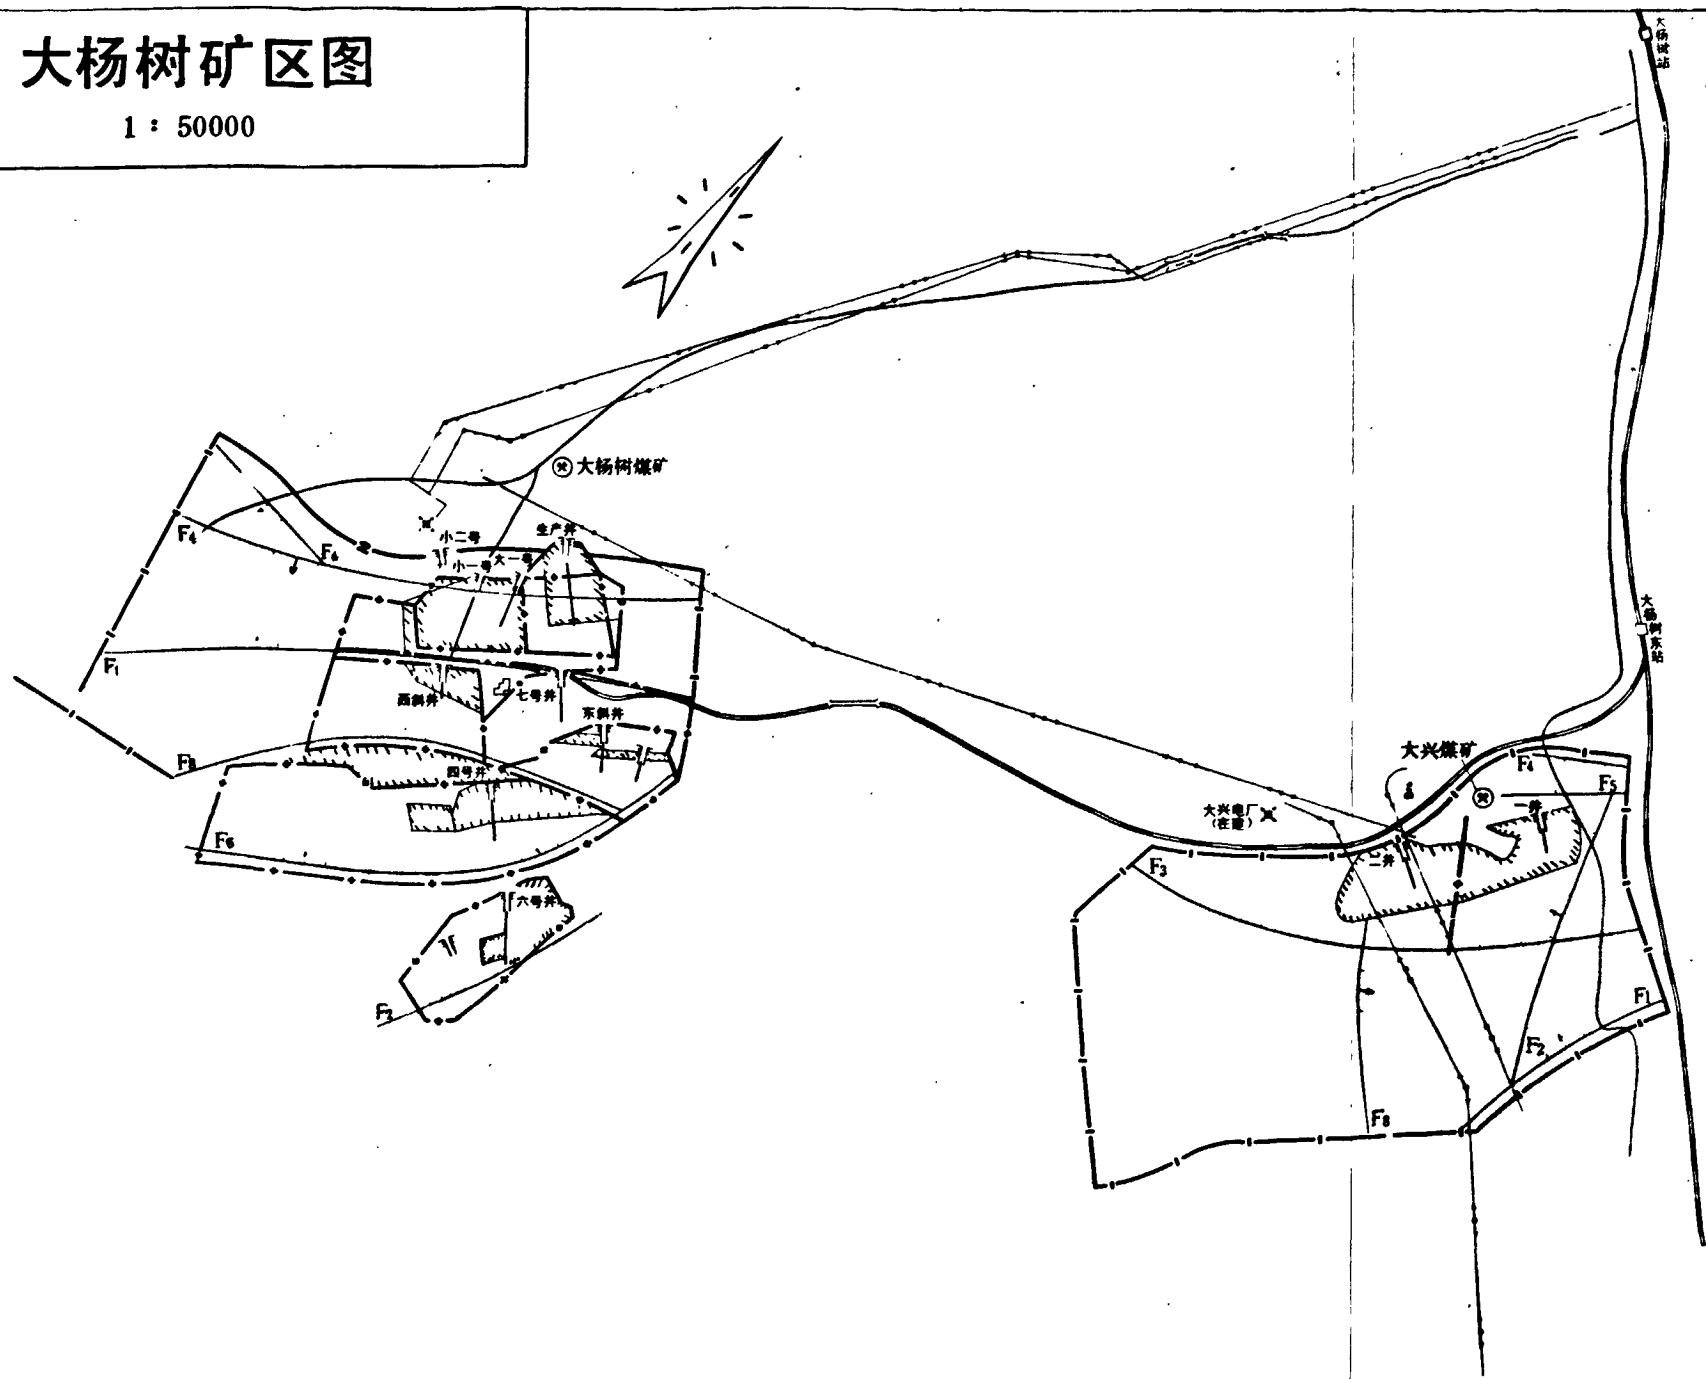 大杨树矿区图
1：50000
大杨树站
大杨树煤矿
生产井
小二号
小一号
大一号
F4
F4
F1
西斜井
七号井
东斜井
大杨树东站
F8
四号井
大兴煤矿
F4
F5
一井
大兴电厂
（在建）
二井
F6
F3
六号井
F2
F1
F2
F8